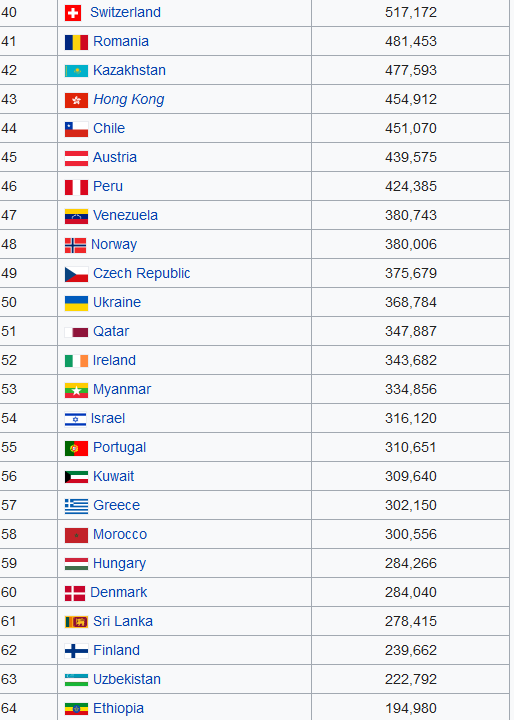 40 Switzerland 517,172
41 Romania 481,453
42 Kazakhstan 477,593
43 Hong Kong 454,912
44 Chile 451,070
45 Austria 439,575
46 Peru 424,385
47 Venezuela 380,743
48 Norway 380,006
49 Czech Republic 375,679
50 Ukraine 368,784
51 Qatar 347,887
52 Ireland 343,682
53 Myanmar 334,856
54 Israel 316,120
55 Portugal 310,651
56 Kuwait 309,640
57 Greece 302,150
58 Morocco 300,556
59 Hungary 284,266
60 Denmark 284,040
61 Sri Lanka 278,415
62 Finland 239,662
63 Uzbekistan 222,792
64 Ethiopia 194,980